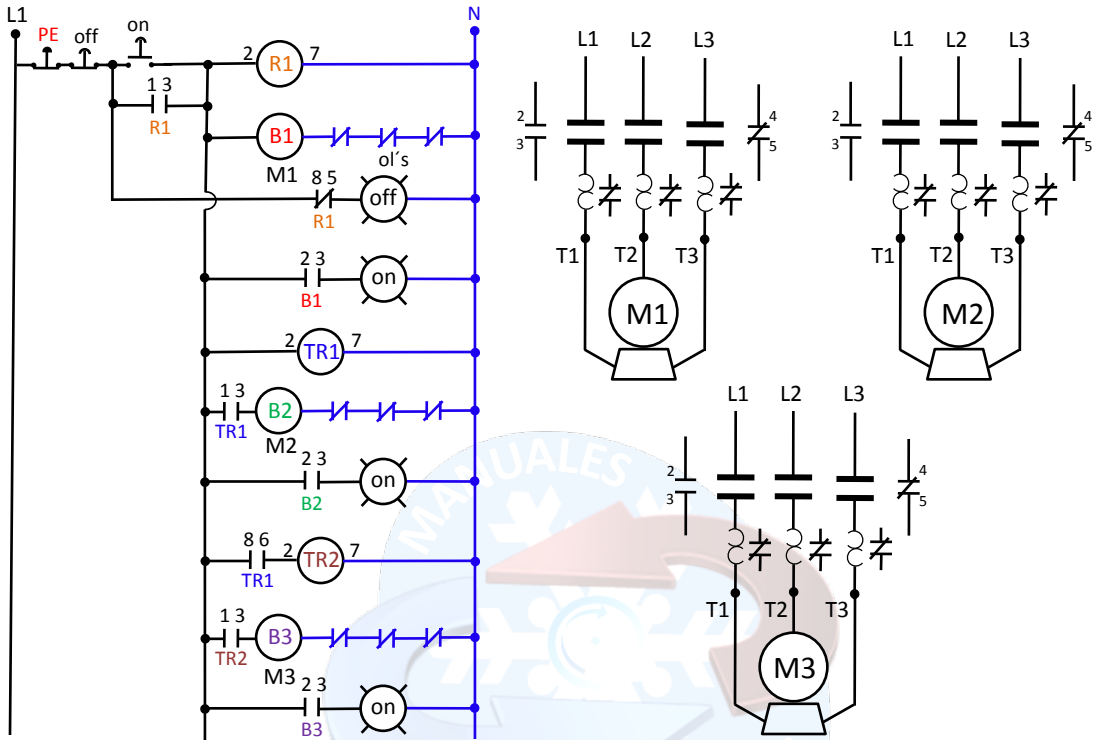 L1
N
PE off on
2 R1 7
1 3
R1
B1
M1
ol´s
8 5
R1
off
2 3
B1
on
2 TR1 7
1 3
TR1
B2
M2
2 3
B2
on
8 6
TR1
2 TR2 7
1 3
TR2
B3
M3
2 3
B3
on
L1 L2 L3
2
3
4
5
T1 T2 T3
M1
L1 L2 L3
2
3
4
5
T1 T2 T3
M2
L1 L2 L3
2
3
4
5
T1 T2 T3
M3
MANUALES